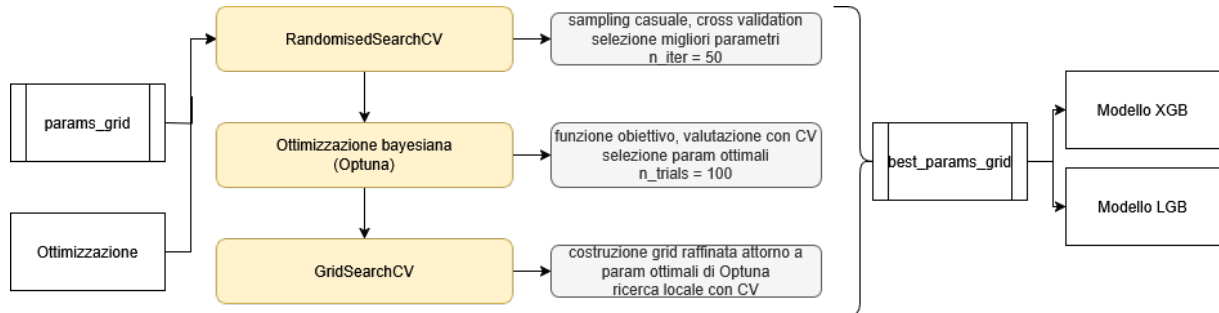 params_grid
Ottimizzazione
RandomisedSearchCV
sampling casuale, cross validation
selezione migliori parametri
n_iter = 50
Ottimizzazione bayesiana
(Optuna)
funzione obiettivo, valutazione con CV
selezione param ottimali
n_trials = 100
GridSearchCV
costruzione grid raffinata attorno a
param ottimali di Optuna
ricerca locale con CV
best_params_grid
Modello XGB
Modello LGB